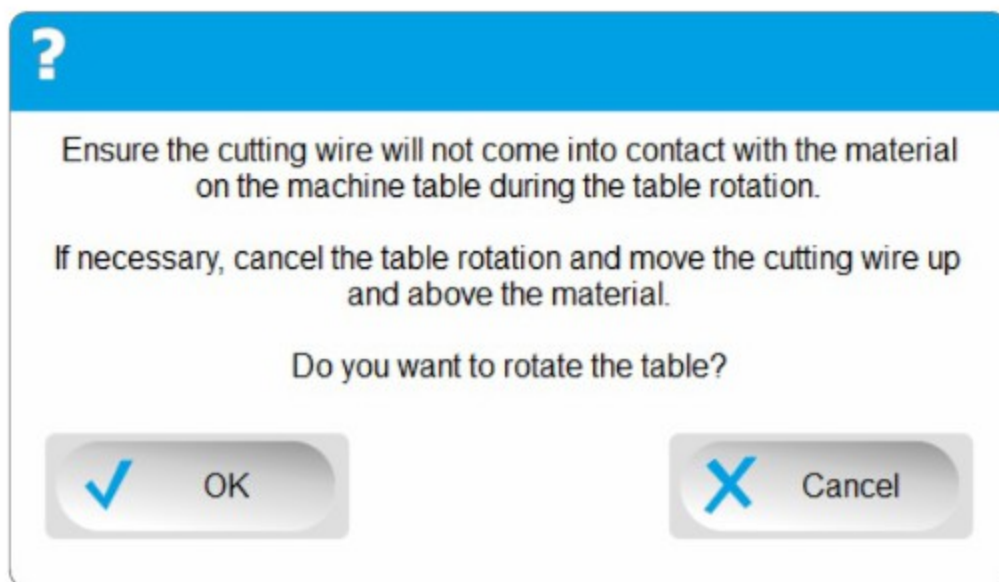 ?
Ensure the cutting wire will not come into contact with the material
on the machine table during the table rotation.
If necessary, cancel the table rotation and move the cutting wire up
and above the material.
Do you want to rotate the table?
OK
Cancel